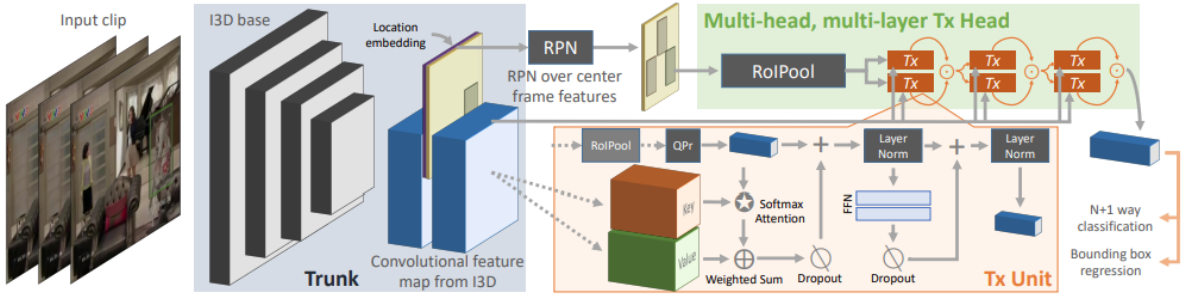 Input clip
I3D base
Location
embedding
RPN
RPN over center
frame features
Multi-head, multi-layer Tx Head
RoIPool
Tx
Tx
Tx
Tx
Tx
Tx
Trunk
Convolutional feature
map from I3D
RoIPool
QPr
Layer
Norm
Layer
Norm
Key
Softmax
Attention
FFN
Value
Weighted Sum
Dropout
Dropout
Tx Unit
N+1 way
classification
Bounding box
regression